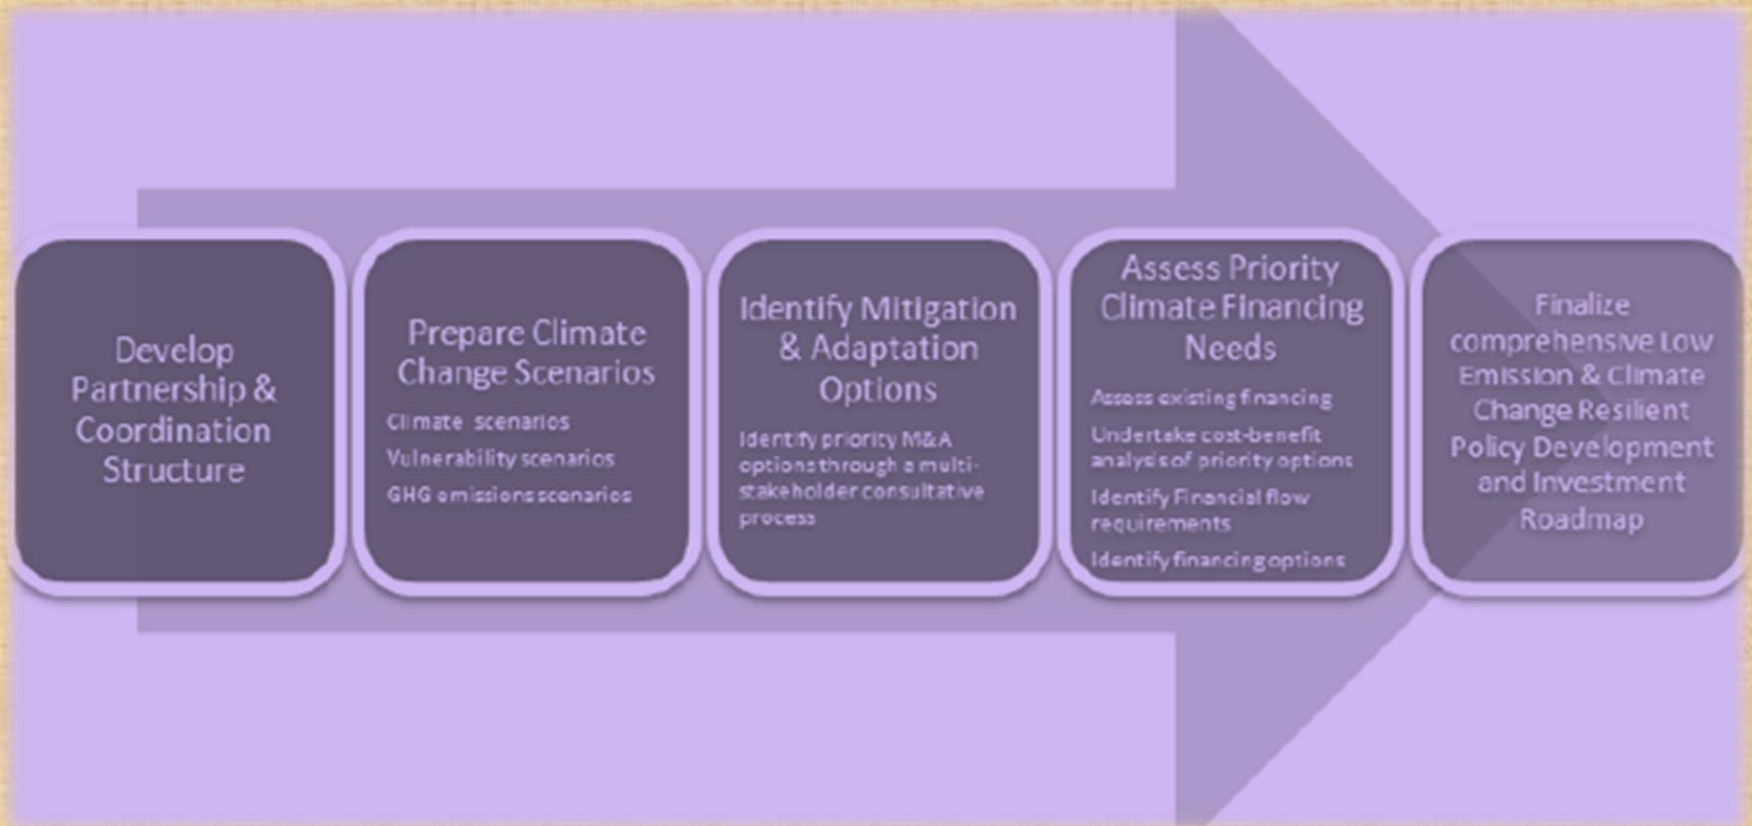 Develop
Partnership &
Coordination
Structure
Prepare Climate
Change Scenarios
Climate scenarios
Vulnerability scenarios
GHG emissions scenarios
Identify Mitigation
& Adaptation
Options
Identify priority M&A
options through a multi-
stakeholder consultative
process
Assess Priority
Climate Financing
Needs
Assess existing financing
Undertake cost-benefit
analysis of priority options
Identify Financial flow
requirements
Identify financing options
Finalize
comprehensive Low
Emission & Climate
Change Resilient
Policy Development
and Investment
Roadmap